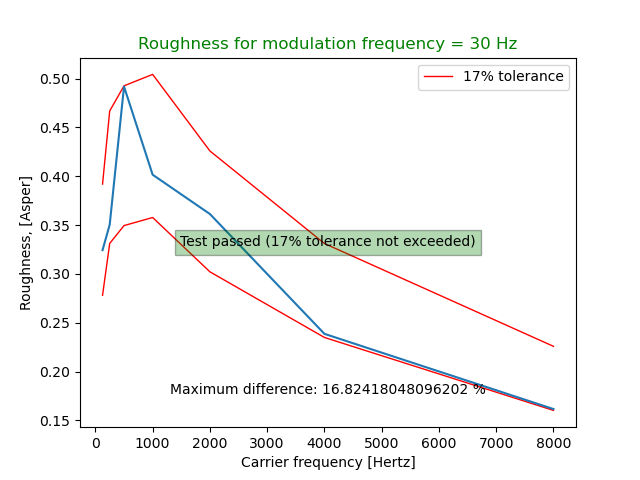 Roughness for modulation frequency = 30 Hz
17% tolerance
0.50
0.45
0.40
0.35
0.30
0.25
0.20
0.15
Roughness, [Asper]
Test passed (17% tolerance not exceeded)
Maximum difference: 16.82418048096202 %
0 1000 2000 3000 4000 5000 6000 7000 8000
Carrier frequency [Hertz]